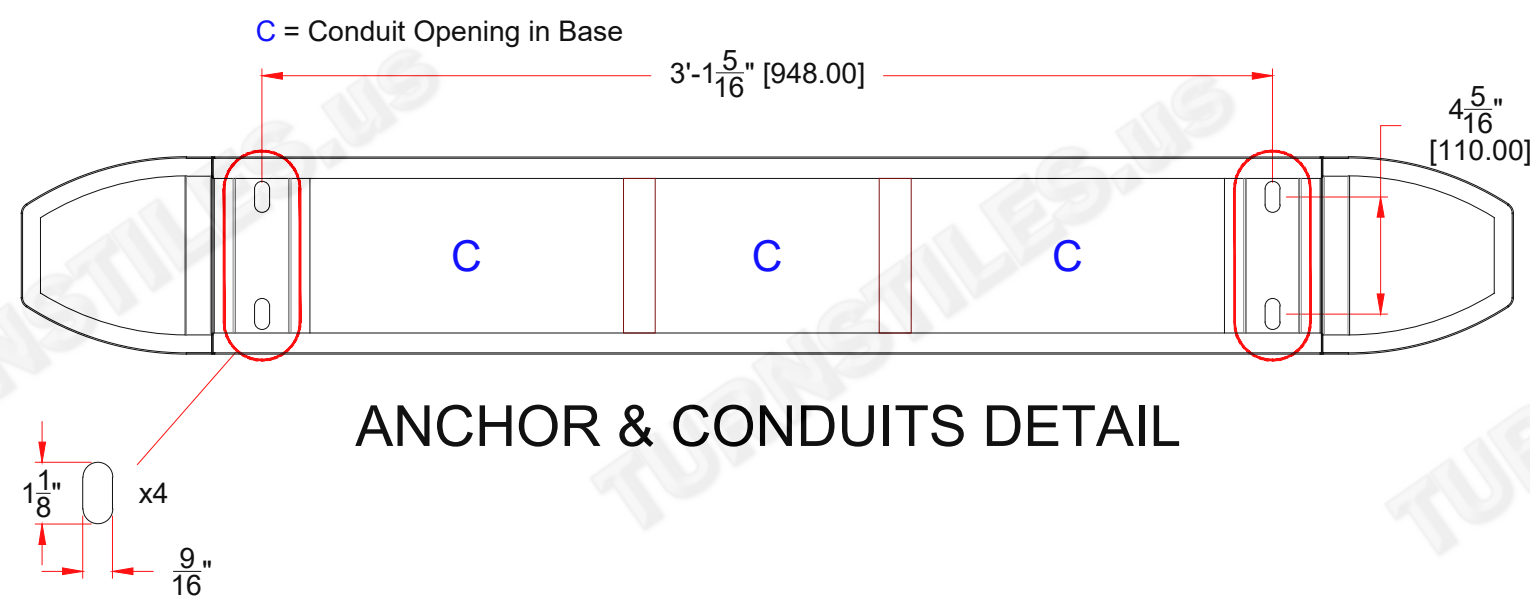 C = Conduit Opening in Base
3'-1 5/16" [948.00]
4 5/16"
[110.00]
C C C
ANCHOR & CONDUITS DETAIL
1 1/8" x4
9/16"
TURNSTILES.us
TURNSTILES.us